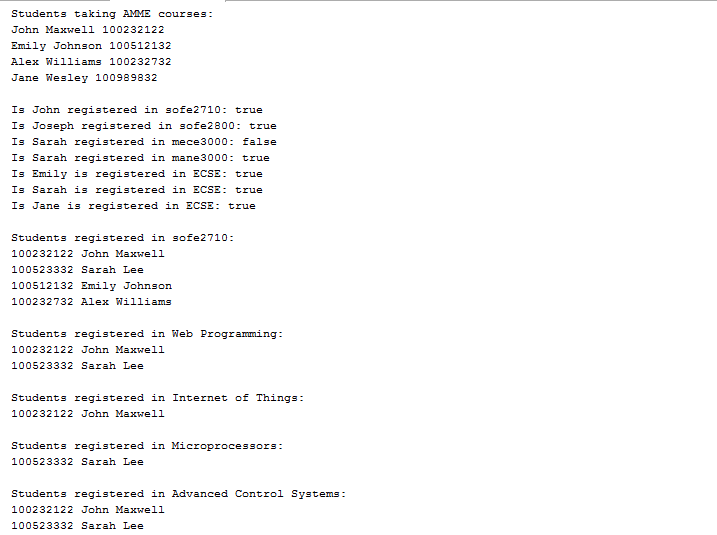 Students taking AMME courses:
John Maxwell 100232122
Emily Johnson 100512132
Alex Williams 100232732
Jane Wesley 100989832
Is John registered in sofe2710: true
Is Joseph registered in sofe2800: true
Is Sarah registered in mece3000: false
Is Sarah registered in mane3000: true
Is Emily is registered in ECSE: true
Is Sarah is registered in ECSE: true
Is Jane is registered in ECSE: true
Students registered in sofe2710:
100232122 John Maxwell
100523332 Sarah Lee
100512132 Emily Johnson
100232732 Alex Williams
Students registered in Web Programming:
100232122 John Maxwell
100523332 Sarah Lee
Students registered in Internet of Things:
100232122 John Maxwell
Students registered in Microprocessors:
100523332 Sarah Lee
Students registered in Advanced Control Systems:
100232122 John Maxwell
100523332 Sarah Lee